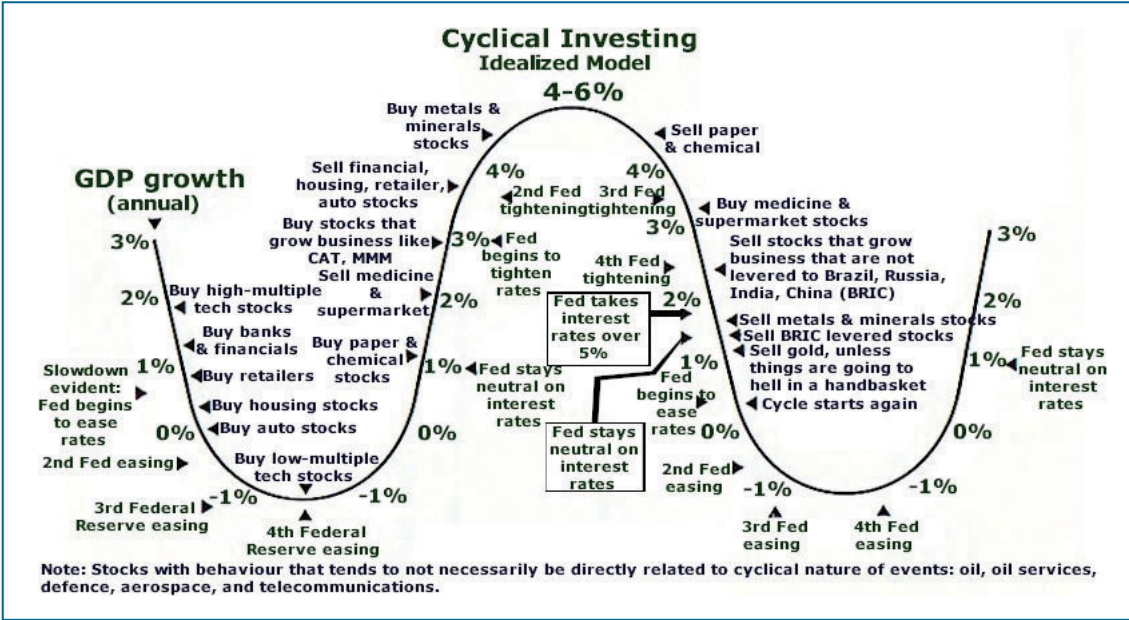 Cyclical Investing
Idealized Model
4-6%
GDP growth
(annual)
3%
2%
Buy high-multiple
tech stocks
Buy banks
& financials
1%
Buy retailers
Slowdown
evident:
Fed begins
to ease
rates
Buy housing stocks
0%
Buy auto stocks
2nd Fed easing
-1%
3rd Federal
Reserve easing
Buy low-multiple
tech stocks
4th Federal
Reserve easing
-1%
0%
Buy paper &
chemical
stocks
1%
Fed stays
neutral on
interest
rates
Sell medicine
&
supermarket
2%
Buy stocks that
grow business like
CAT, MMM
3%
Fed
begins to
tighten
rates
Sell financial,
housing, retailer,
auto stocks
4%
2nd Fed
tightening
Buy metals &
minerals
stocks
Sell paper
& chemical
4%
3rd Fed
tightening
Buy medicine &
supermarket stocks
3%
Sell stocks that grow
business that are not
levered to Brazil, Russia,
India, China (BRIC)
4th Fed
tightening
2%
Fed takes
interest
rates over
5%
Sell metals & minerals stocks
Sell BRIC levered stocks
Sell gold, unless
things are going to
hell in a handbasket
1%
Fed stays
neutral on
interest
rates
Fed
begins to
ease
rates
Cycle starts again
0%
2nd Fed
easing
-1%
3rd Fed
easing
4th Fed
easing
-1%
0%
1%
Fed stays
neutral on
interest
rates
2%
3%
Note: Stocks with behaviour that tends to not necessarily be directly related to cyclical nature of events: oil, oil services,
defence, aerospace, and telecommunications.